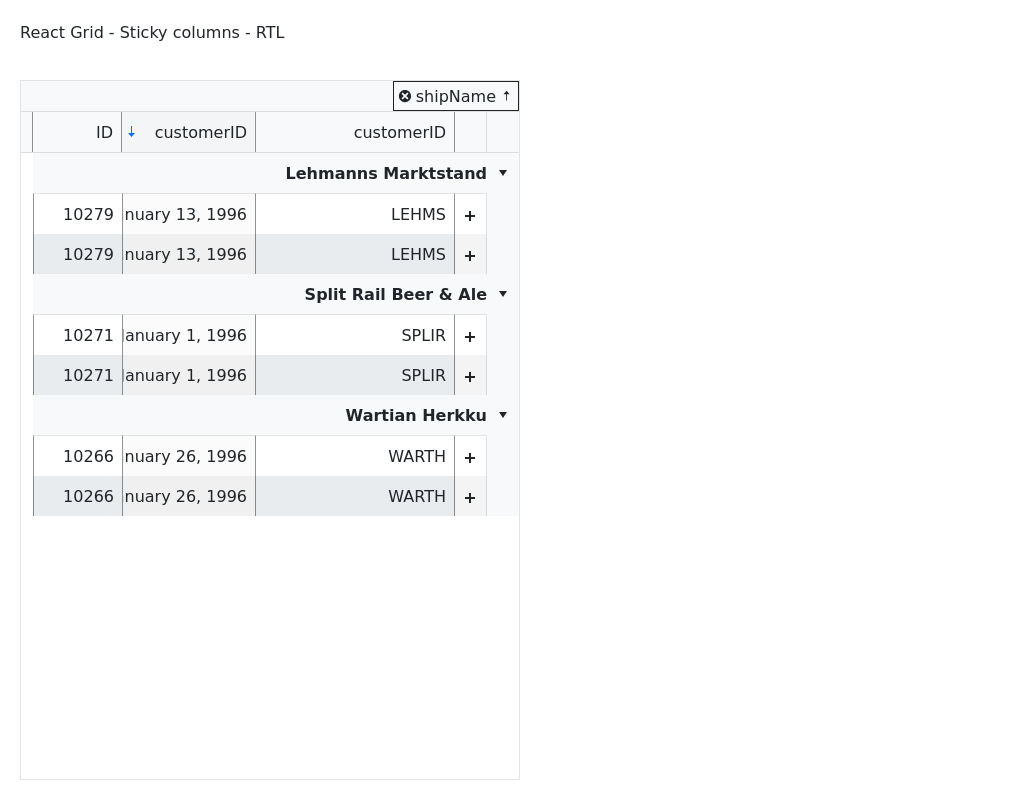 React Grid - Sticky columns - RTL
shipName ↑
ID ↓ customerID customerID
Lehmanns Marktstand
10279 nuary 13, 1996 LEHMS +
10279 nuary 13, 1996 LEHMS +
Split Rail Beer & Ale
10271 January 1, 1996 SPLIR +
10271 January 1, 1996 SPLIR +
Wartian Herkku
10266 nuary 26, 1996 WARTH +
10266 nuary 26, 1996 WARTH +